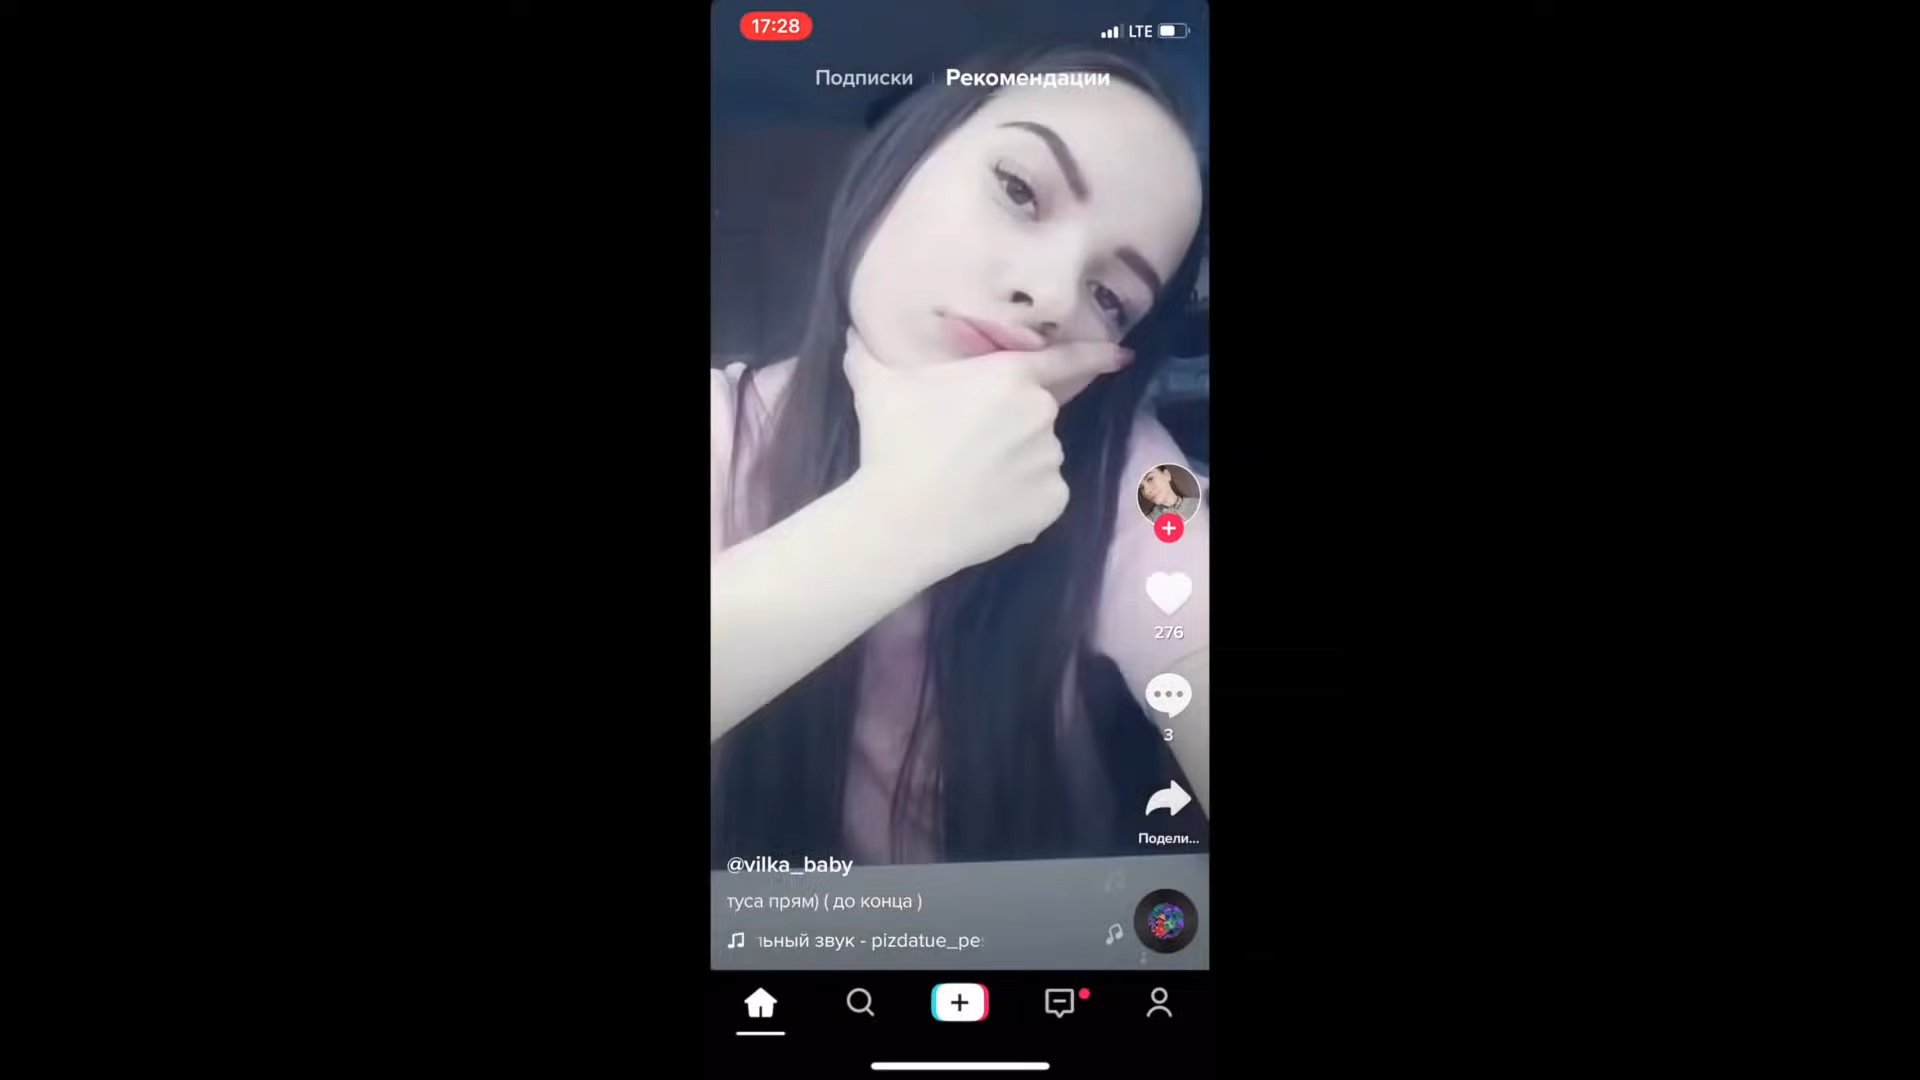 17:28
LTE
Подписки
Рекомендации
276
3
Подели...
@vilka_baby
туса прям) ( до конца )
льный звук - pizdatue_pe